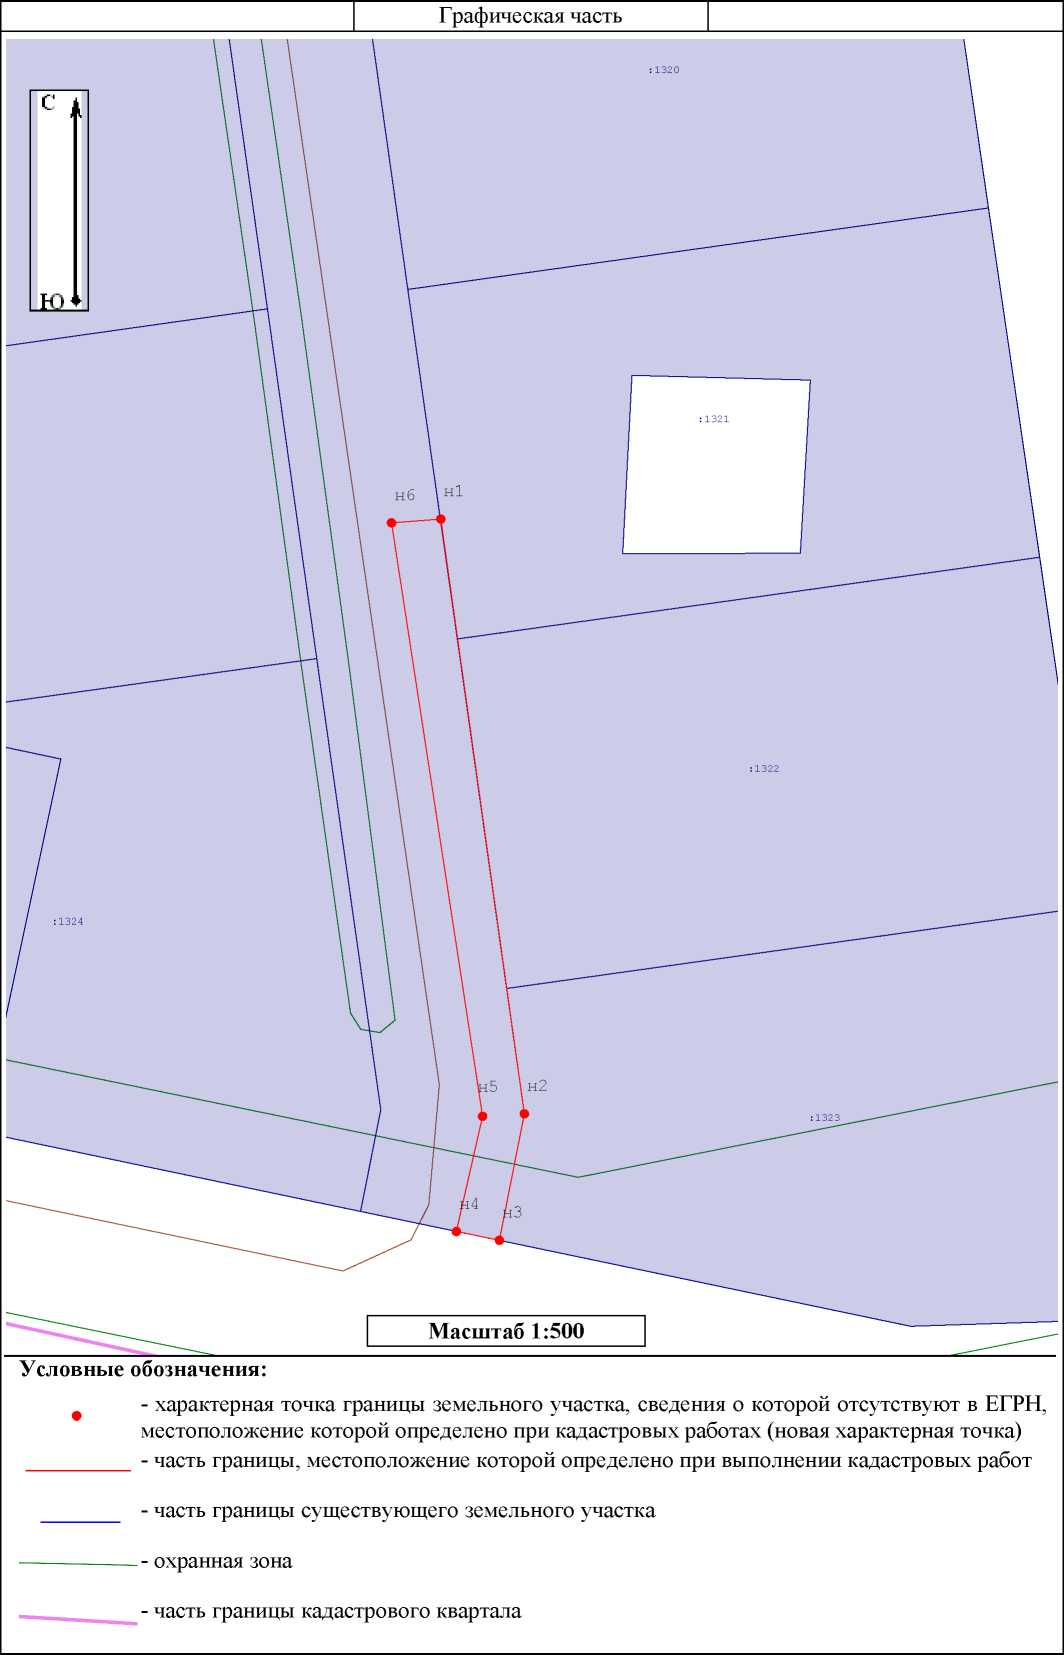 Графическая часть
:1320
С
Ю
:1321
н6
н1
:1322
:1324
н5
н2
:1323
н4
н3
Масштаб 1:500
Условные обозначения:
- характерная точка границы земельного участка, сведения о которой отсутствуют в ЕГРН,
местоположение которой определено при кадастровых работах (новая характерная точка)
- часть границы, местоположение которой определено при выполнении кадастровых работ
- часть границы существующего земельного участка
- охранная зона
- часть границы кадастрового квартала